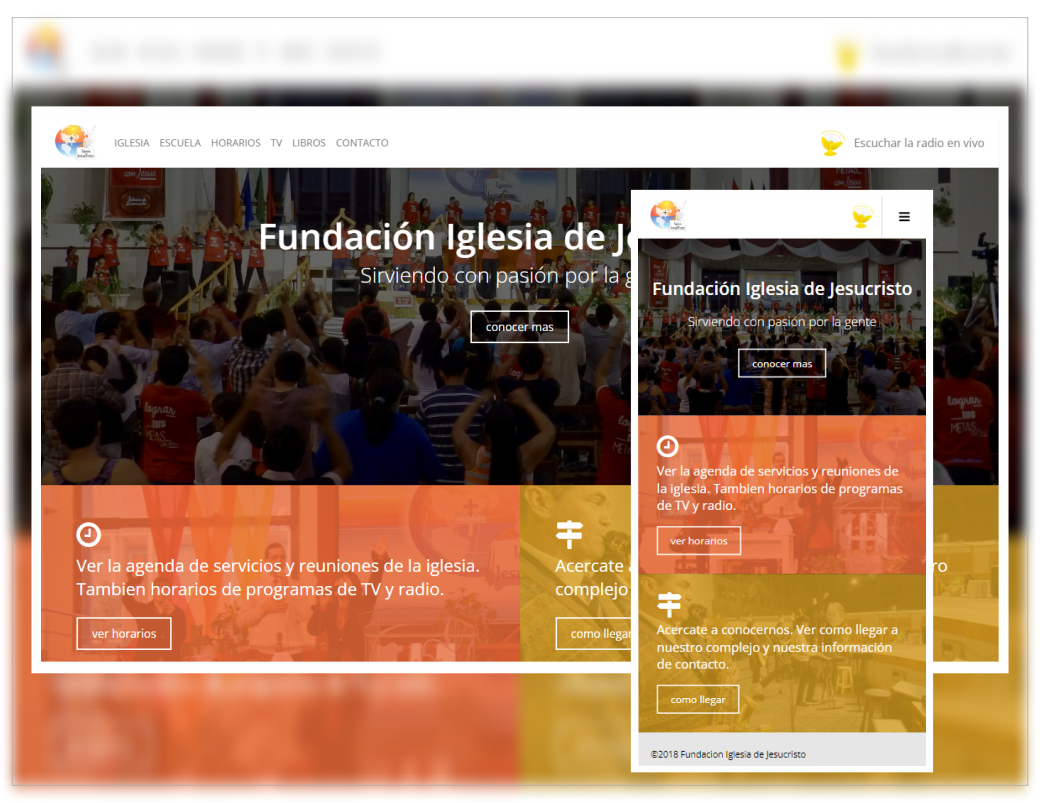 IGLESIA ESCUELA HORARIOS TV LIBROS CONTACTO
Escuchar la radio en vivo
Fundación Iglesia de J
Sirviendo con pasión por la g
conocer mas
Ver la agenda de servicios y reuniones de la iglesia.
Tambien horarios de programas de TV y radio.
ver horarios
Acercate
complejo
como llegar
Fundación Iglesia de Jesucristo
Sirviendo con pasión por la gente
conocer mas
Ver la agenda de servicios y reuniones de
la iglesia. Tambien horarios de programas
de TV y radio.
ver horarios
Acercate a conocernos. Ver como llegar a
nuestro complejo y nuestra información
de contacto.
como llegar
©2018 Fundacion Iglesia de Jesucristo
lograr
tus
METAS